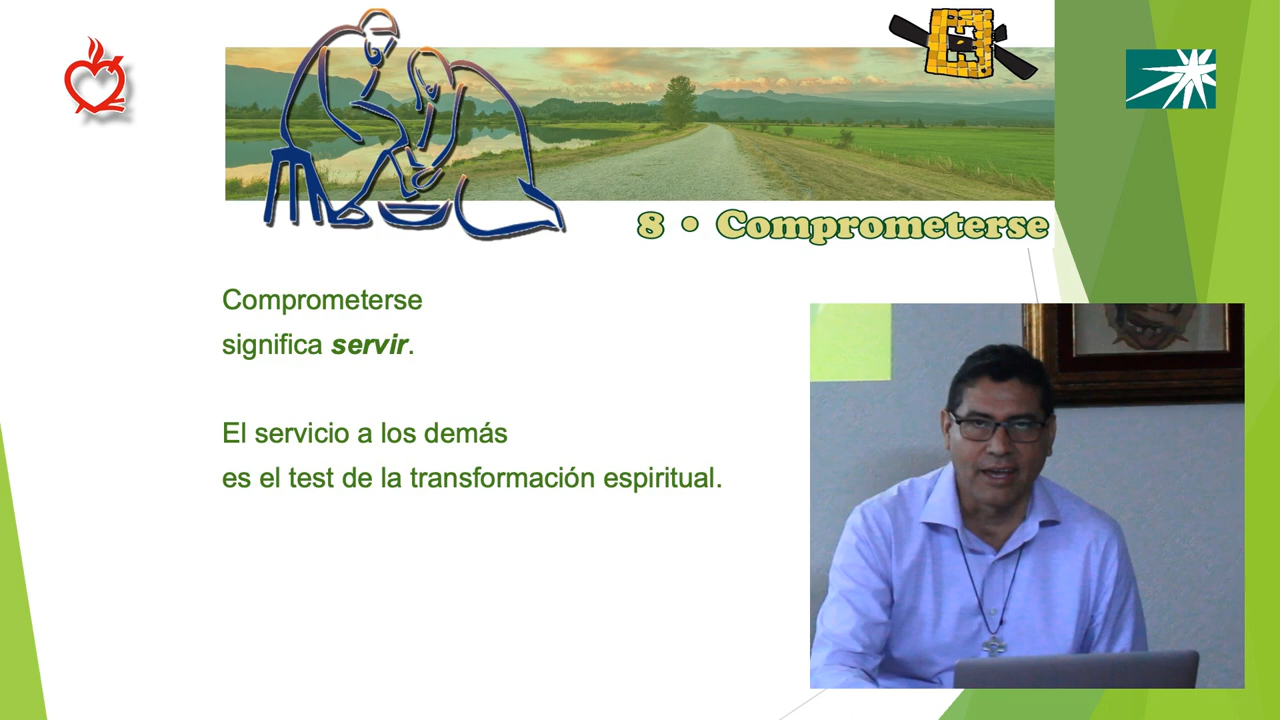 8 • Comprometerse
Comprometerse
significa servir.
El servicio a los demás
es el test de la transformación espiritual.